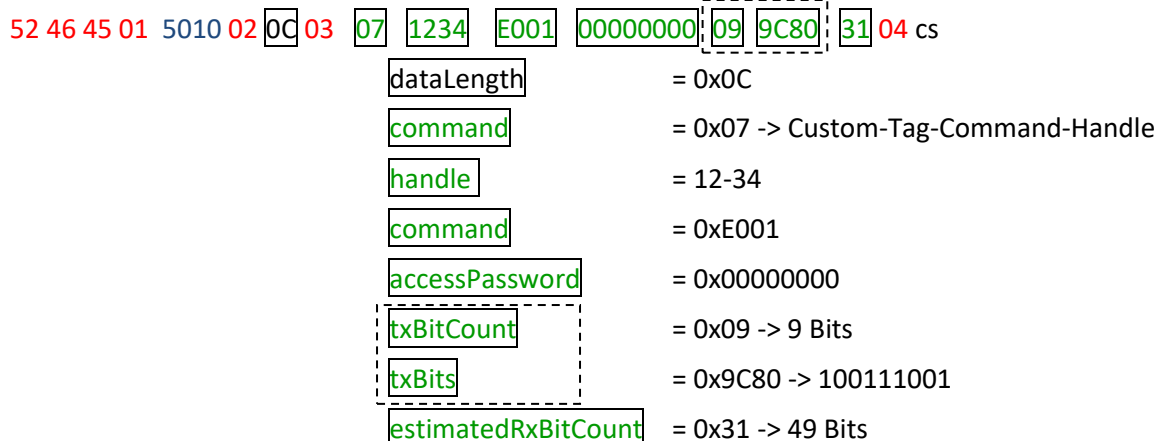 52 46 45 01 5010 02 0C 03 07 1234 E001 00000000 09 9C80 31 04 cs
dataLength = 0x0C
command = 0x07 -> Custom-Tag-Command-Handle
handle = 12-34
command = 0xE001
accessPassword = 0x00000000
txBitCount = 0x09 -> 9 Bits
txBits = 0x9C80 -> 100111001
estimatedRxBitCount = 0x31 -> 49 Bits